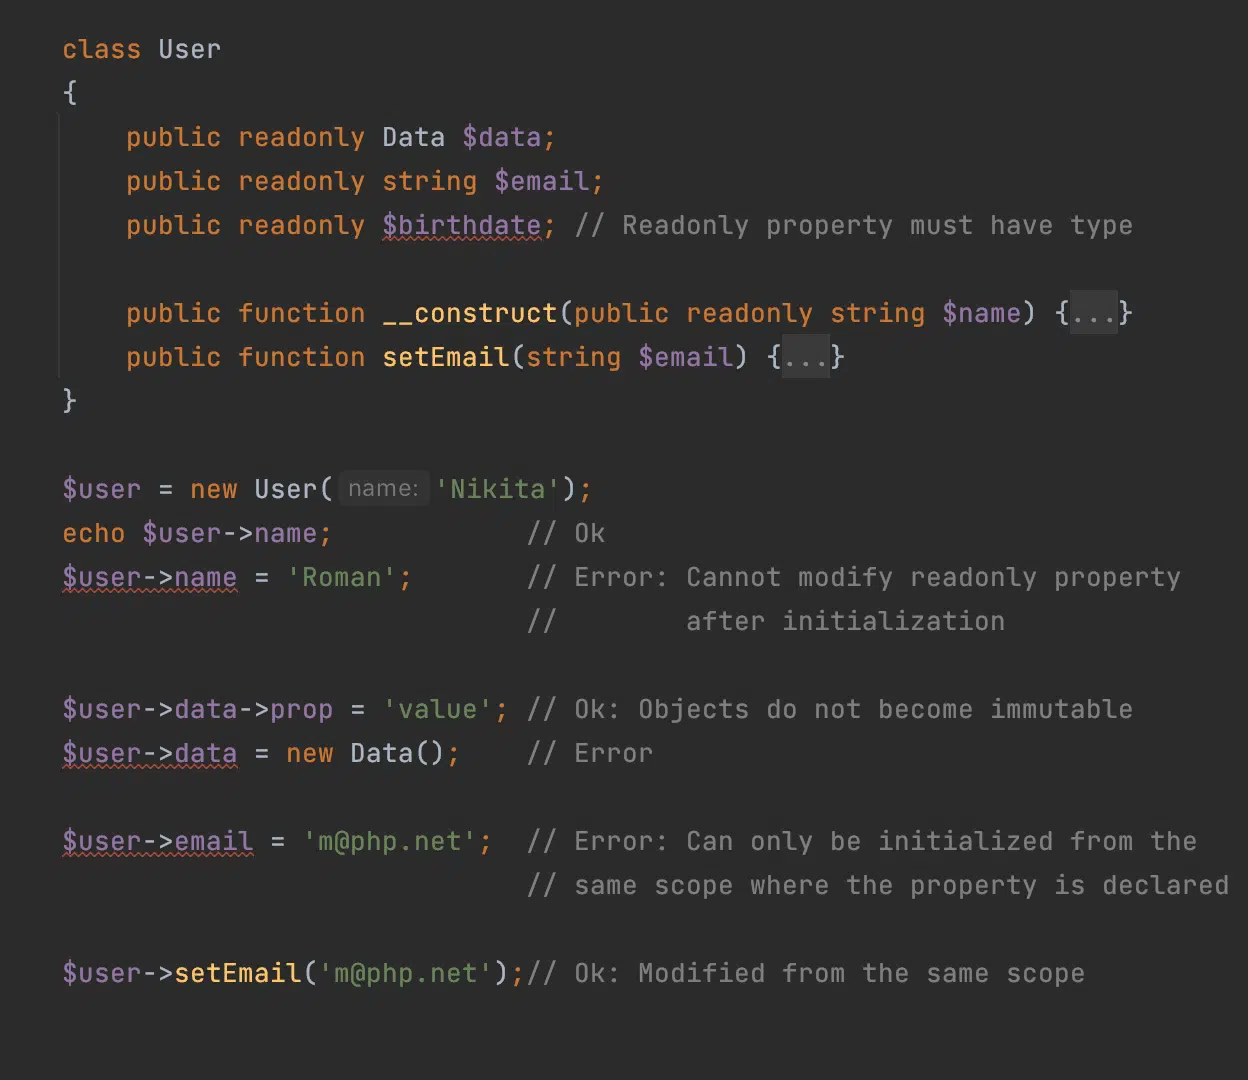 class User
{
    public readonly Data $data;
    public readonly string $email;
    public readonly $birthdate; // Readonly property must have type

    public function __construct(public readonly string $name) {...}
    public function setEmail(string $email) {...}
}

$user = new User( name: 'Nikita');
echo $user->name;            // Ok
$user->name = 'Roman';       // Error: Cannot modify readonly property
                             //        after initialization

$user->data->prop = 'value'; // Ok: Objects do not become immutable
$user->data = new Data();    // Error

$user->email = 'm@php.net';  // Error: Can only be initialized from the
                             // same scope where the property is declared

$user->setEmail('m@php.net');// Ok: Modified from the same scope